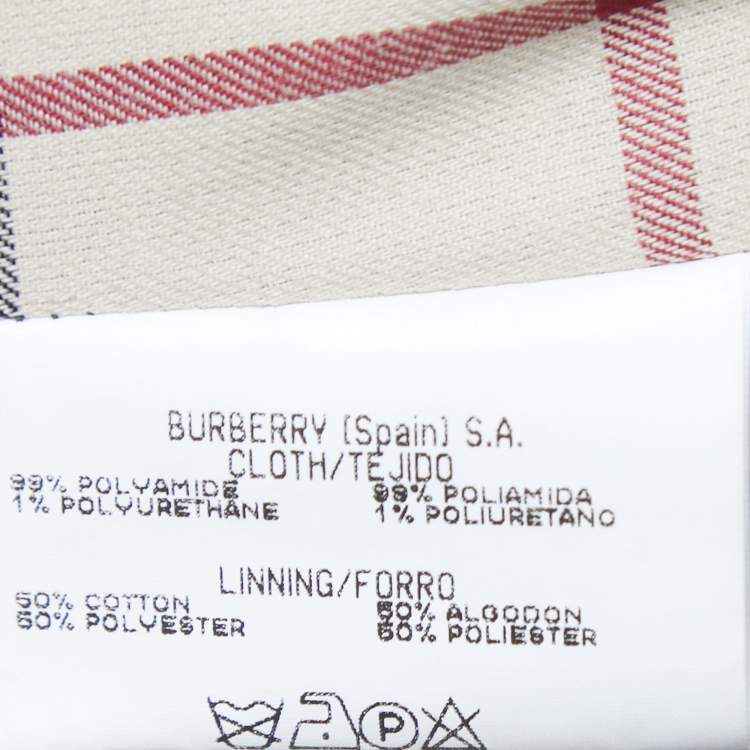 BURBERRY (Spain) S.A.
CLOTH/TEJIDO
99% POLYAMIDE 99% POLIAMIDA
1% POLYURETHANE 1% POLIURETANO
LINNING/FORRO
50% COTTON 50% ALGODON
50% POLYESTER 50% POLIESTER
P